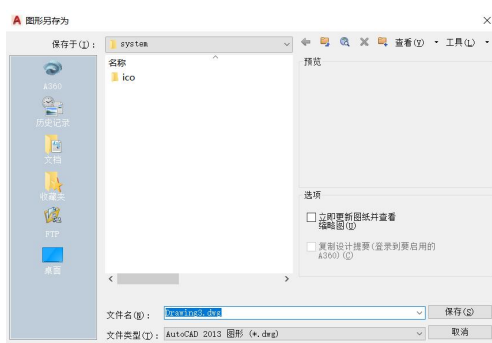 图形另存为
保存于(I): system 查看(V) 工具(L)
名称
ico
预览
A360
历史记录
文档
收藏夹
FTP
桌面
选项
立即更新图纸并查看
缩略图(U)
复制设计提要(登录到要启用的
A360)(C)
文件名(N): Drawing3.dwg 保存(S)
文件类型(T): AutoCAD 2013 图形 (*.dwg) 取消